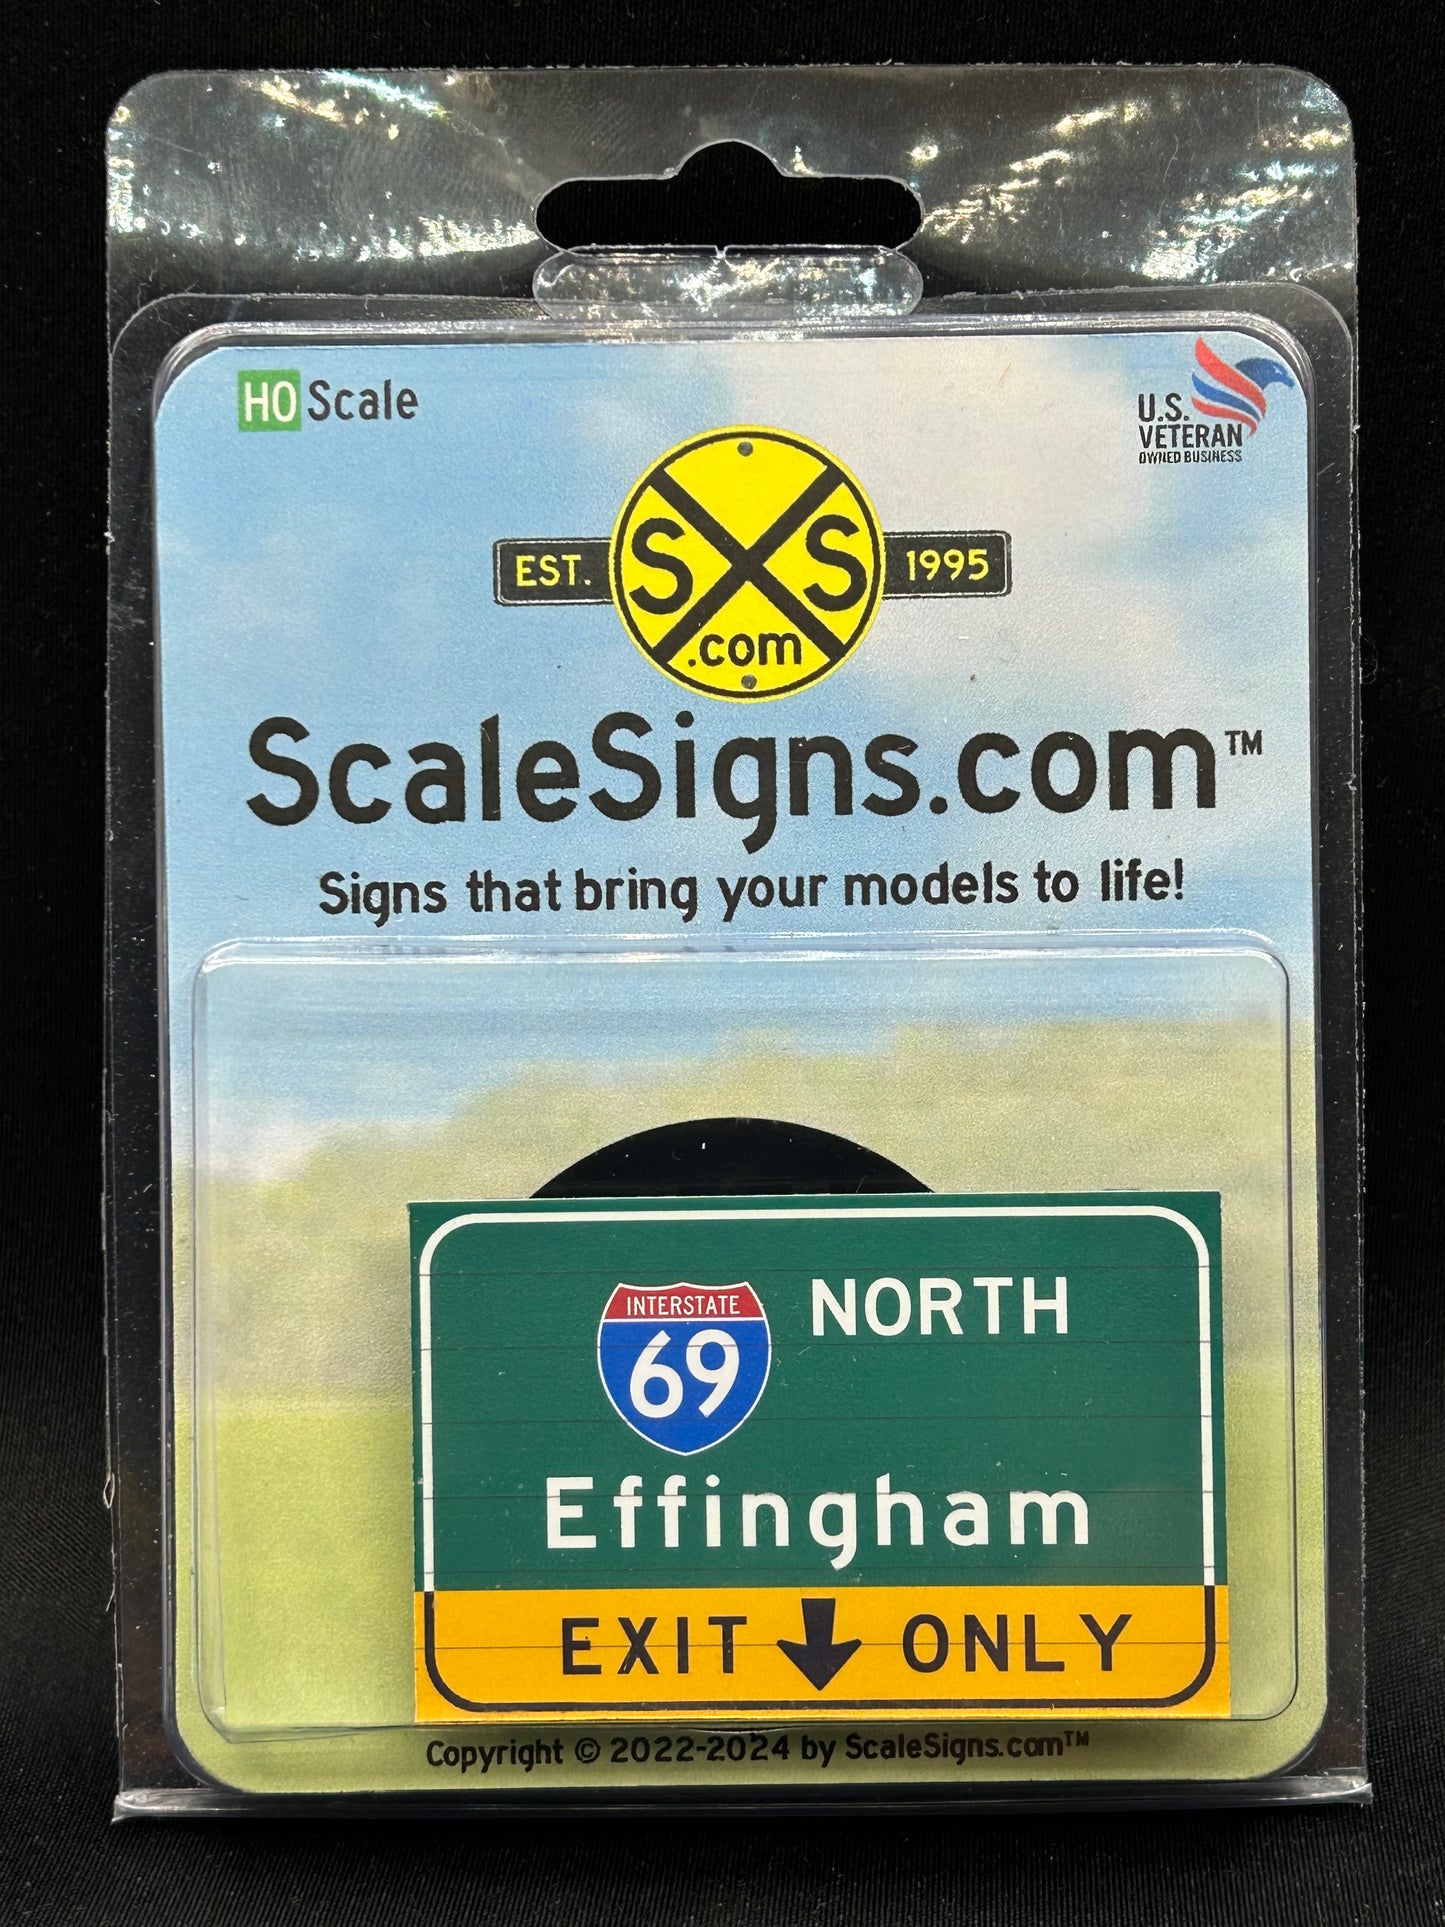 HO Scale
U.S.
VETERAN
OWNED BUSINESS
EST. SXS 1995
.com
ScaleSigns.com™
Signs that bring your models to life!
INTERSTATE
69
NORTH
Effingham
EXIT ONLY
Copyright © 2022-2024 by ScaleSigns.com™